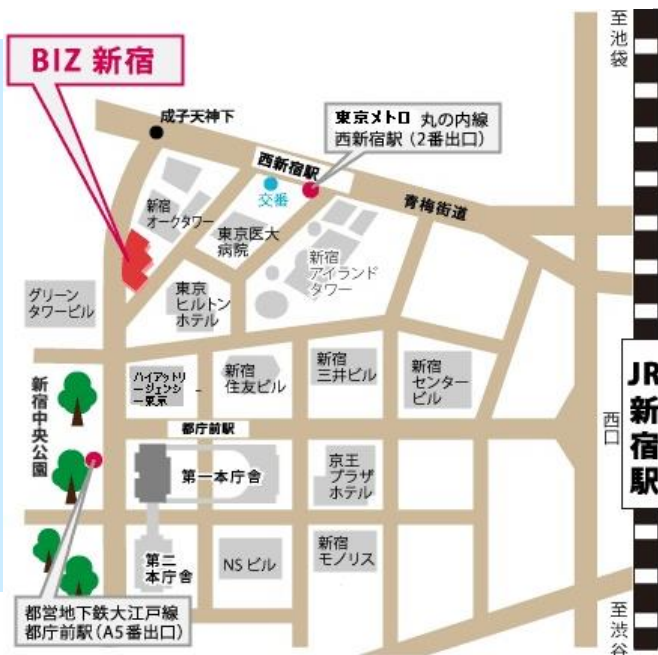 至池袋
BIZ 新宿
成子天神下
東京メトロ 丸の内線
西新宿駅(2番出口)
西新宿駅
交番
青梅街道
新宿
オークタワー
東京医大
病院
新宿
アイランド
タワー
グリーン
タワービル
東京
ヒルトン
ホテル
ハイアットリ
ージェンシ
ー東京
新宿
住友ビル
新宿
三井ビル
新宿
センター
ビル
JR新宿駅
西口
新宿中央公園
都庁前駅
第一本庁舎
京王
プラザ
ホテル
第二
本庁舎
NSビル
新宿
モノリス
都営地下鉄大江戸線
都庁前駅(A5番出口)
至渋谷